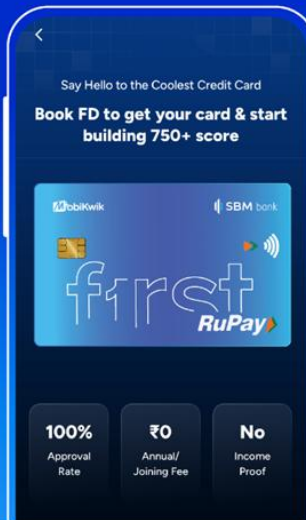 Say Hello to the Coolest Credit Card
Book FD to get your card & start
building 750+ score
MobiKwik
SBM bank
f1rst
RuPay
100%
Approval
Rate
₹0
Annual/
Joining Fee
No
Income
Proof